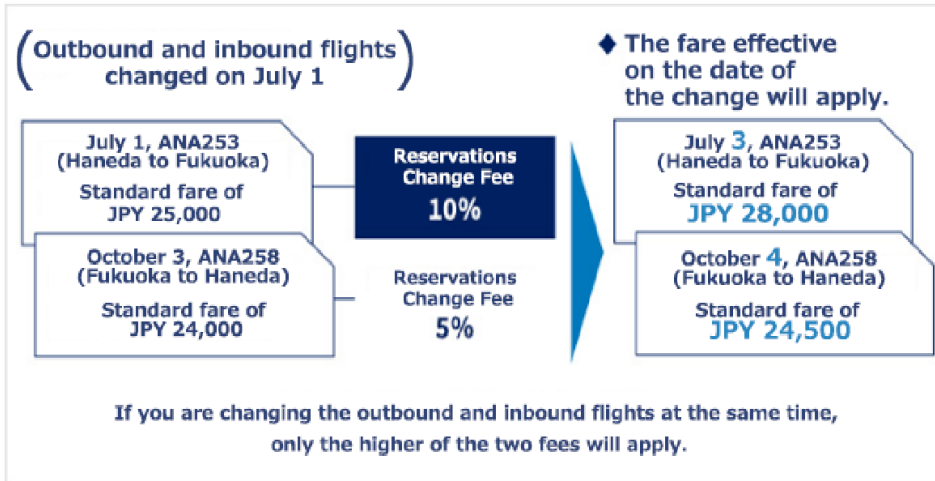 (Outbound and inbound flights
changed on July 1)
◆ The fare effective
on the date of
the change will apply.
July 1, ANA253
(Haneda to Fukuoka)
Standard fare of
JPY 25,000
October 3, ANA258
(Fukuoka to Haneda)
Standard fare of
JPY 24,000
Reservations
Change Fee
10%
Reservations
Change Fee
5%
July 3, ANA253
(Haneda to Fukuoka)
Standard fare of
JPY 28,000
October 4, ANA258
(Fukuoka to Haneda)
Standard fare of
JPY 24,500
If you are changing the outbound and inbound flights at the same time,
only the higher of the two fees will apply.